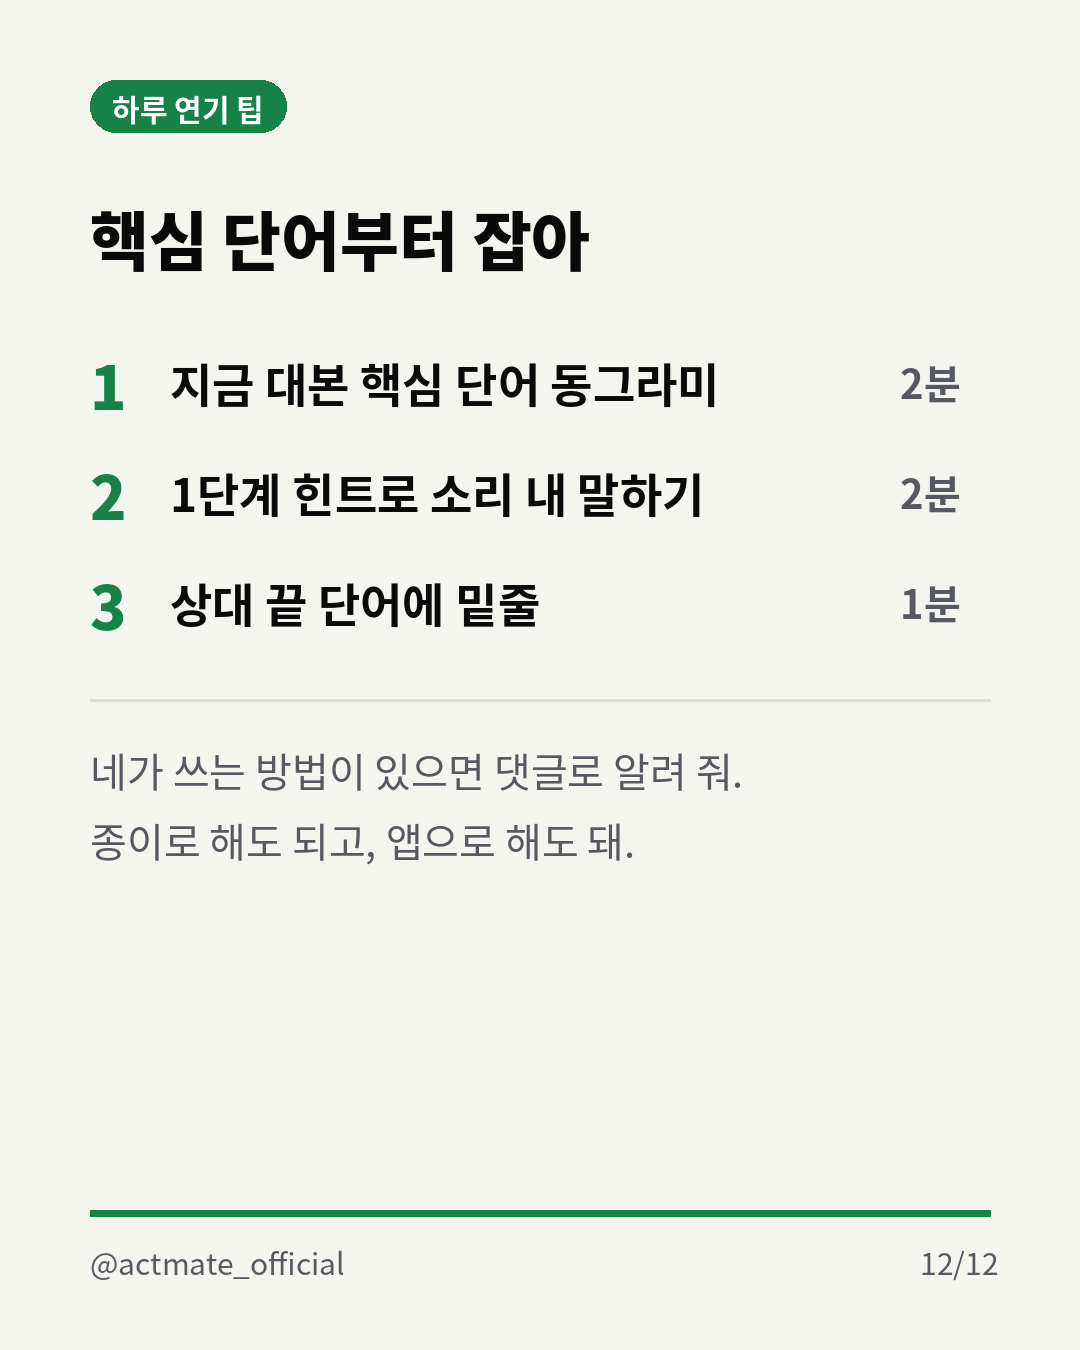 하루 연기 팁
핵심 단어부터 잡아
1 지금 대본 핵심 단어 동그라미 2분
2 1단계 힌트로 소리 내 말하기 2분
3 상대 끝 단어에 밑줄 1분
네가 쓰는 방법이 있으면 댓글로 알려 줘.
종이로 해도 되고, 앱으로 해도 돼.
@actmate_official 12/12